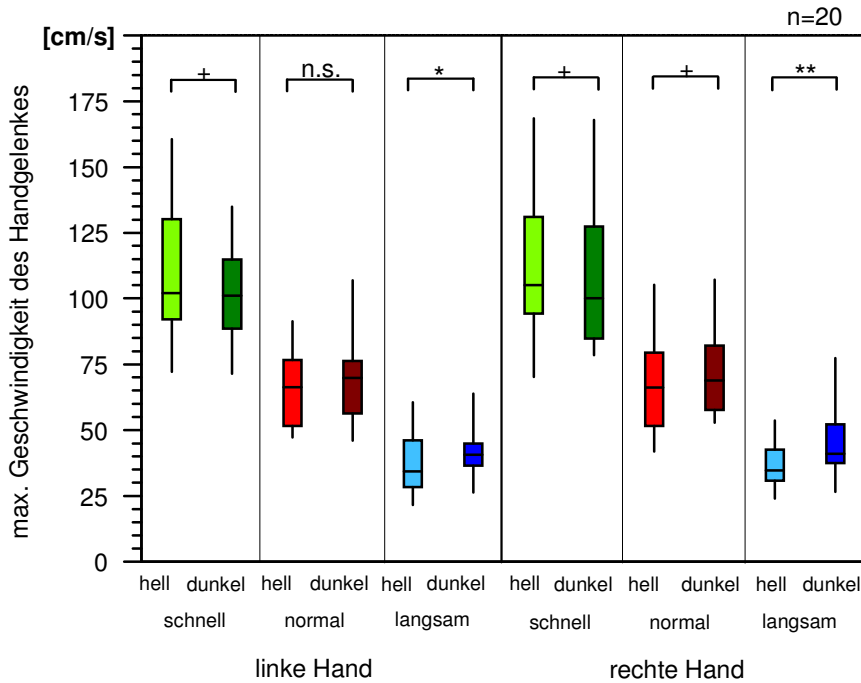 n=20
[cm/s]
+ n.s. * + + **
175
150
125
100
75
50
25
0
max. Geschwindigkeit des Handgelenkes
hell dunkel hell dunkel hell dunkel hell dunkel hell dunkel hell dunkel
schnell normal langsam schnell normal langsam
linke Hand rechte Hand